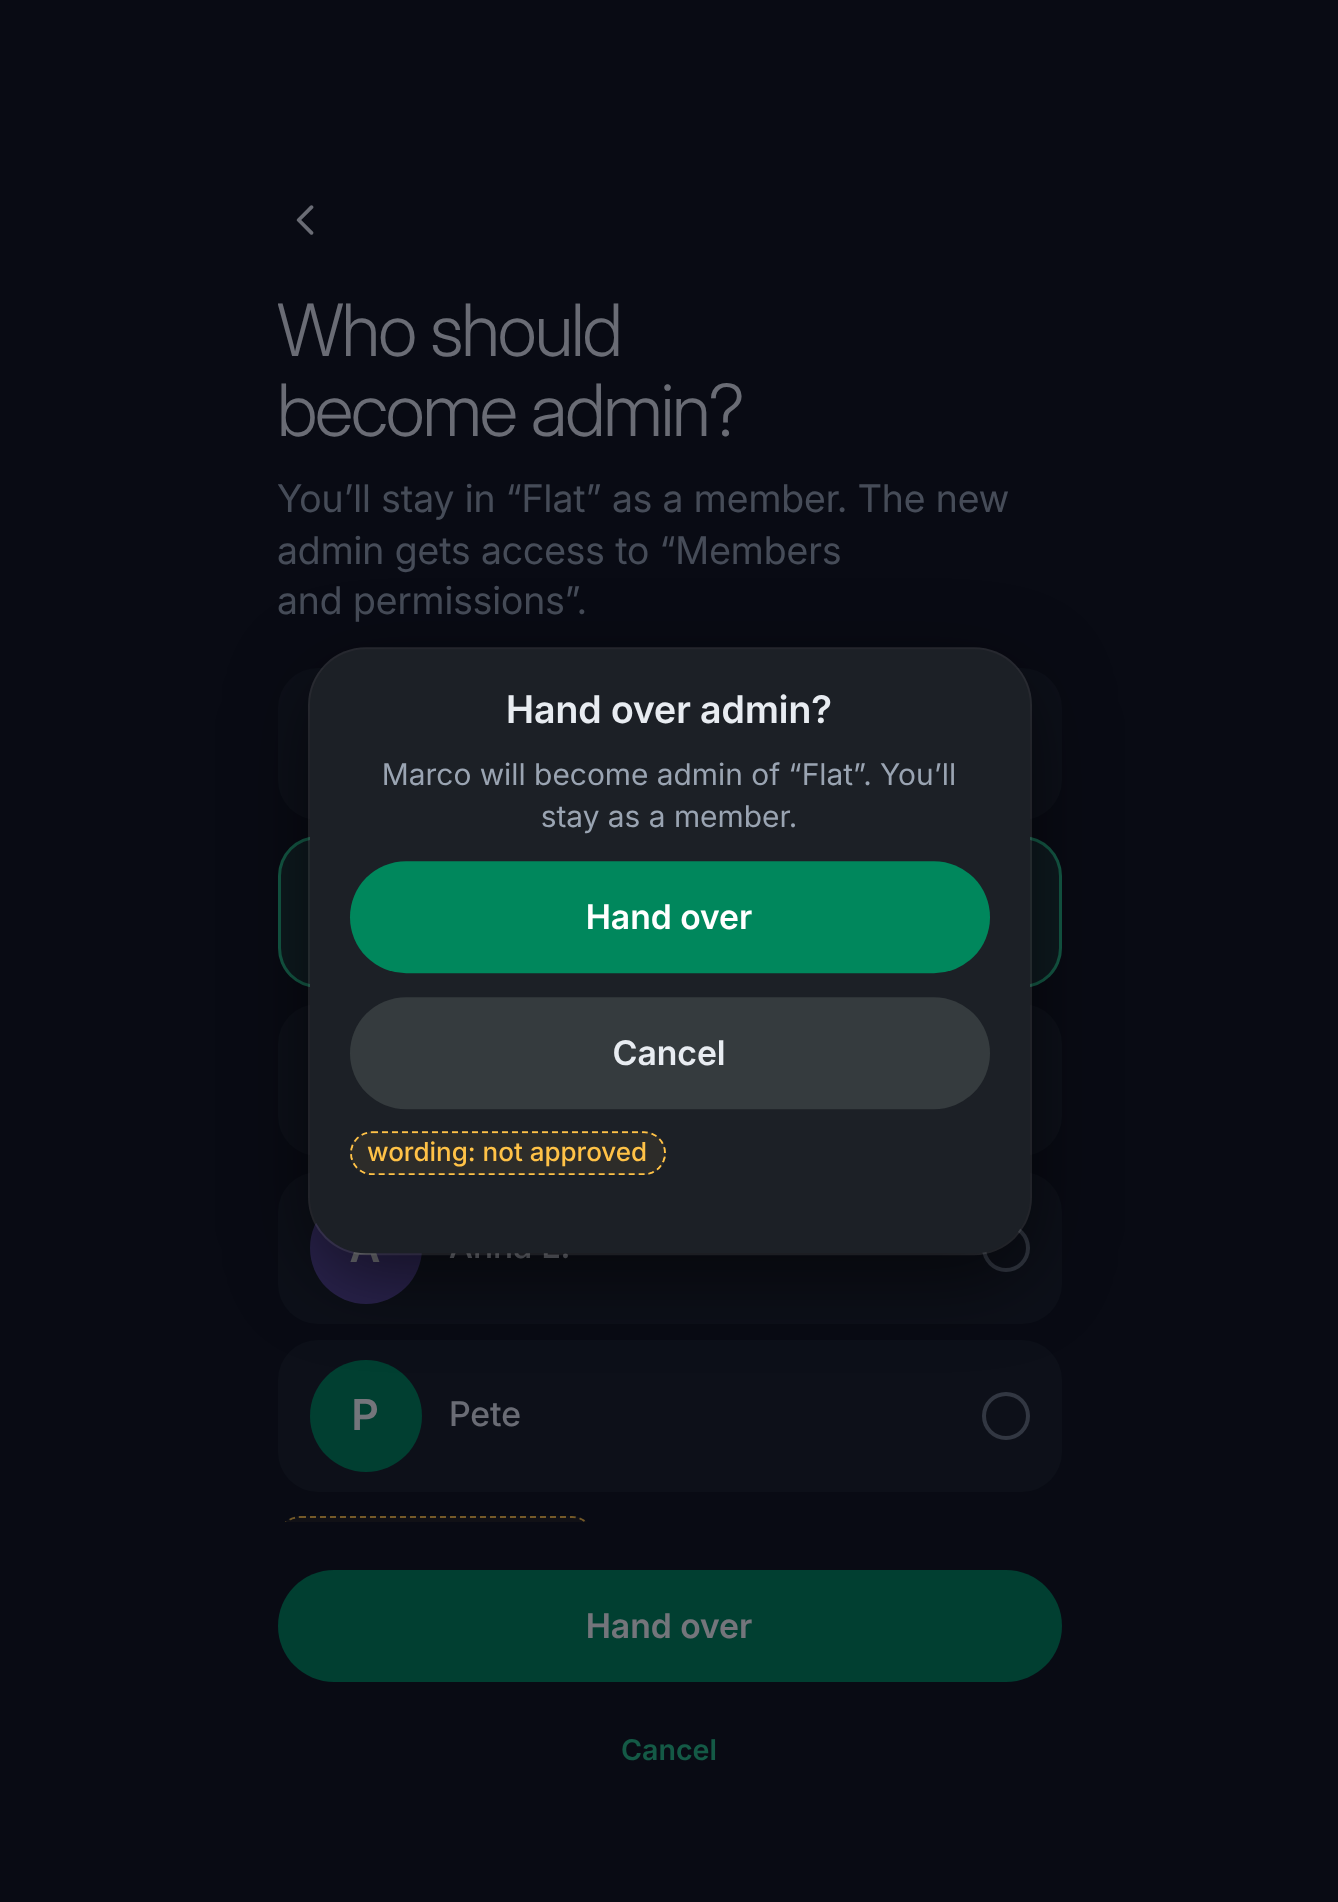 Who should
become admin?
You’ll stay in “Flat” as a member. The new
admin gets access to “Members
and permissions”.
Hand over admin?
Marco will become admin of “Flat”. You’ll
stay as a member.
Hand over
Cancel
wording: not approved
A
P
Pete
Hand over
Cancel